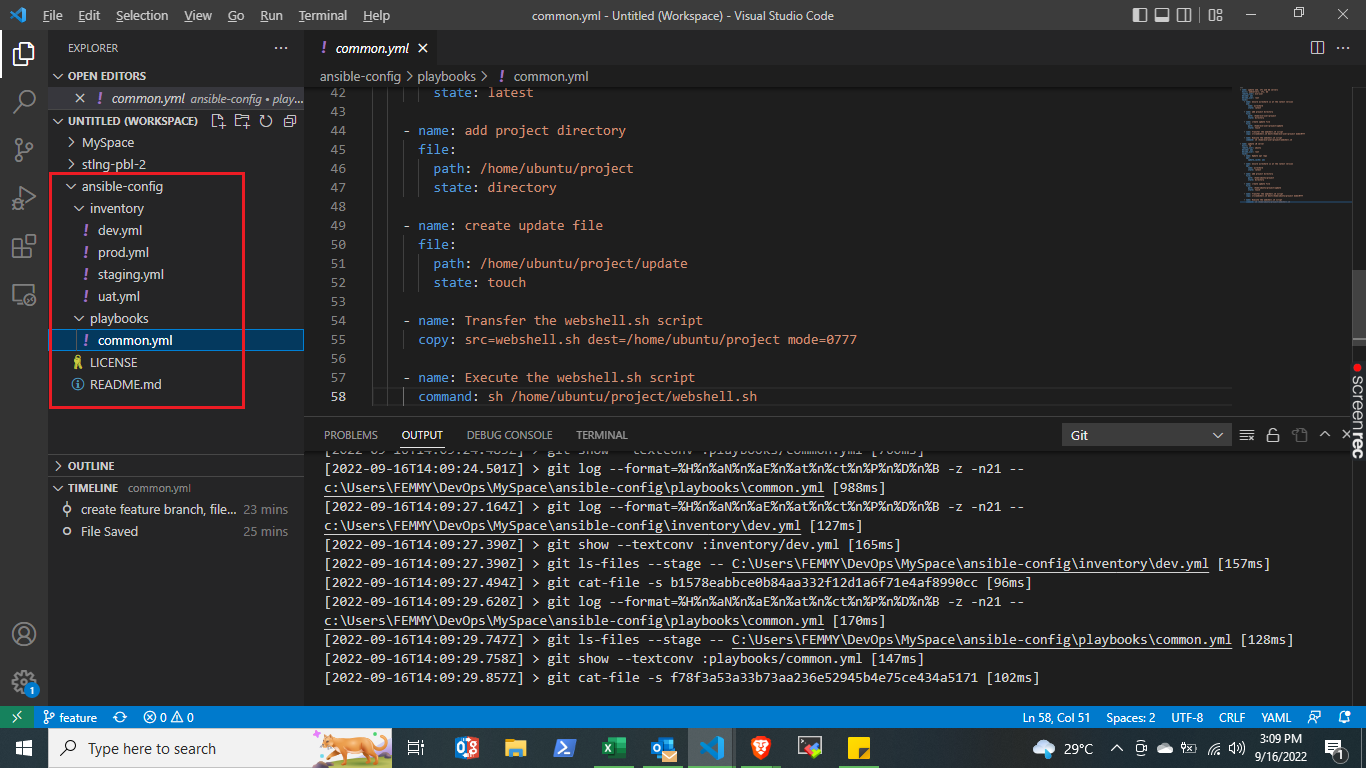 File Edit Selection View Go Run Terminal Help
common.yml - Untitled (Workspace) - Visual Studio Code
EXPLORER
OPEN EDITORS
common.yml ansible-config • play...
UNTITLED (WORKSPACE)
MySpace
stlng-pbl-2
ansible-config
inventory
! dev.yml
! prod.yml
! staging.yml
! uat.yml
playbooks
! common.yml
LICENSE
README.md
OUTLINE
TIMELINE common.yml
create feature branch, file... 23 mins
File Saved 25 mins
! common.yml
ansible-config > playbooks > ! common.yml
42 state: latest
43
44 - name: add project directory
45 file:
46 path: /home/ubuntu/project
47 state: directory
48
49 - name: create update file
50 file:
51 path: /home/ubuntu/project/update
52 state: touch
53
54 - name: Transfer the webshell.sh script
55 copy: src=webshell.sh dest=/home/ubuntu/project mode=0777
56
57 - name: Execute the webshell.sh script
58 command: sh /home/ubuntu/project/webshell.sh
PROBLEMS OUTPUT DEBUG CONSOLE TERMINAL
Git
[2022-09-16T14:09:24.501Z] > git log --format=%H%n%aN%n%aE%n%at%n%ct%n%P%n%D%n%B -z -n21 --
c:\Users\FEMMY\DevOps\MySpace\ansible-config\playbooks\common.yml [988ms]
[2022-09-16T14:09:27.164Z] > git log --format=%H%n%aN%n%aE%n%at%n%ct%n%P%n%D%n%B -z -n21 --
c:\Users\FEMMY\DevOps\MySpace\ansible-config\inventory\dev.yml [127ms]
[2022-09-16T14:09:27.390Z] > git show --textconv :inventory/dev.yml [165ms]
[2022-09-16T14:09:27.390Z] > git ls-files --stage -- C:\Users\FEMMY\DevOps\MySpace\ansible-config\inventory\dev.yml [157ms]
[2022-09-16T14:09:27.494Z] > git cat-file -s b1578eabbce0b84aa332f12d1a6f71e4af8990cc [96ms]
[2022-09-16T14:09:29.620Z] > git log --format=%H%n%aN%n%aE%n%at%n%ct%n%P%n%D%n%B -z -n21 --
c:\Users\FEMMY\DevOps\MySpace\ansible-config\playbooks\common.yml [170ms]
[2022-09-16T14:09:29.747Z] > git ls-files --stage -- C:\Users\FEMMY\DevOps\MySpace\ansible-config\playbooks\common.yml [128ms]
[2022-09-16T14:09:29.758Z] > git show --textconv :playbooks/common.yml [147ms]
[2022-09-16T14:09:29.857Z] > git cat-file -s f78f3a53a33b73aa236e52945b4e75ce434a5171 [102ms]
screenrec
1
feature 0 0
Ln 58, Col 51 Spaces: 2 UTF-8 CRLF YAML
Type here to search
29°C
3:09 PM
9/16/2022
1